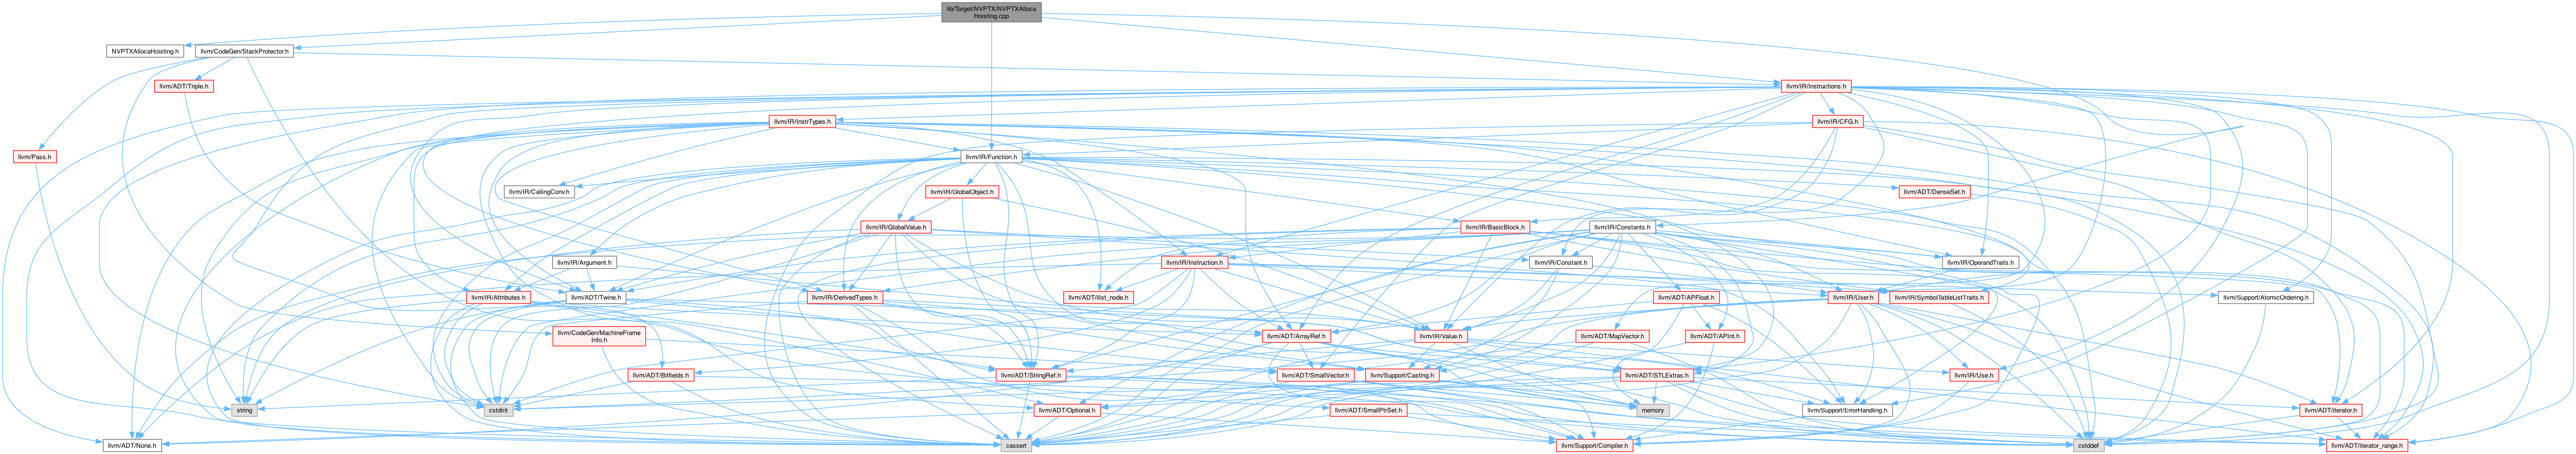 lib/Target/NVPTX/NVPTXAlloca
Hoisting.cpp
NVPTXAllocaHoisting.h
llvm/CodeGen/StackProtector.h
llvm/ADT/Triple.h
llvm/IR/Instructions.h
llvm/IR/InstrTypes.h
llvm/IR/CFG.h
llvm/Pass.h
llvm/IR/Function.h
llvm/IR/CallingConv.h
llvm/IR/GlobalObject.h
llvm/ADT/DenseSet.h
llvm/IR/GlobalValue.h
llvm/IR/BasicBlock.h
llvm/IR/Constants.h
llvm/IR/Argument.h
llvm/IR/Instruction.h
llvm/IR/Constant.h
llvm/IR/OperandTraits.h
llvm/IR/Attributes.h
llvm/ADT/Twine.h
llvm/IR/DerivedTypes.h
llvm/ADT/ilist_node.h
llvm/ADT/APFloat.h
llvm/IR/User.h
llvm/IR/SymbolTableListTraits.h
llvm/Support/AtomicOrdering.h
llvm/CodeGen/MachineFrame
Info.h
llvm/ADT/ArrayRef.h
llvm/IR/Value.h
llvm/ADT/MapVector.h
llvm/ADT/APInt.h
llvm/ADT/Bitfields.h
llvm/ADT/StringRef.h
llvm/ADT/SmallVector.h
llvm/Support/Casting.h
llvm/ADT/STLExtras.h
llvm/IR/Use.h
string
cstdint
llvm/ADT/Optional.h
llvm/ADT/SmallPtrSet.h
memory
llvm/Support/ErrorHandling.h
llvm/ADT/iterator.h
llvm/ADT/None.h
cassert
llvm/Support/Compiler.h
cstddef
llvm/ADT/iterator_range.h